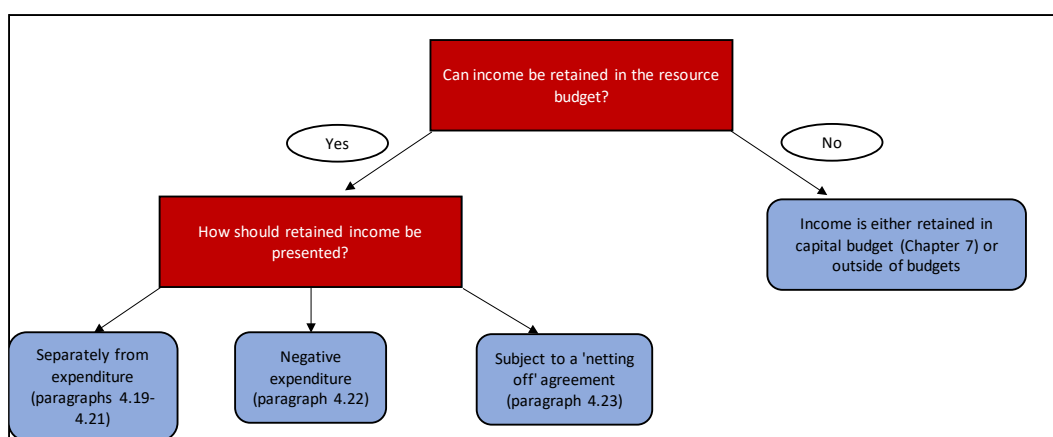 Can income be retained in the resource
budget?
Yes
No
How should retained income be
presented?
Income is either retained in
capital budget (Chapter 7) or
outside of budgets
Separately from
expenditure
(paragraphs 4.19-
4.21)
Negative
expenditure
(paragraph 4.22)
Subject to a 'netting
off' agreement
(paragraph 4.23)